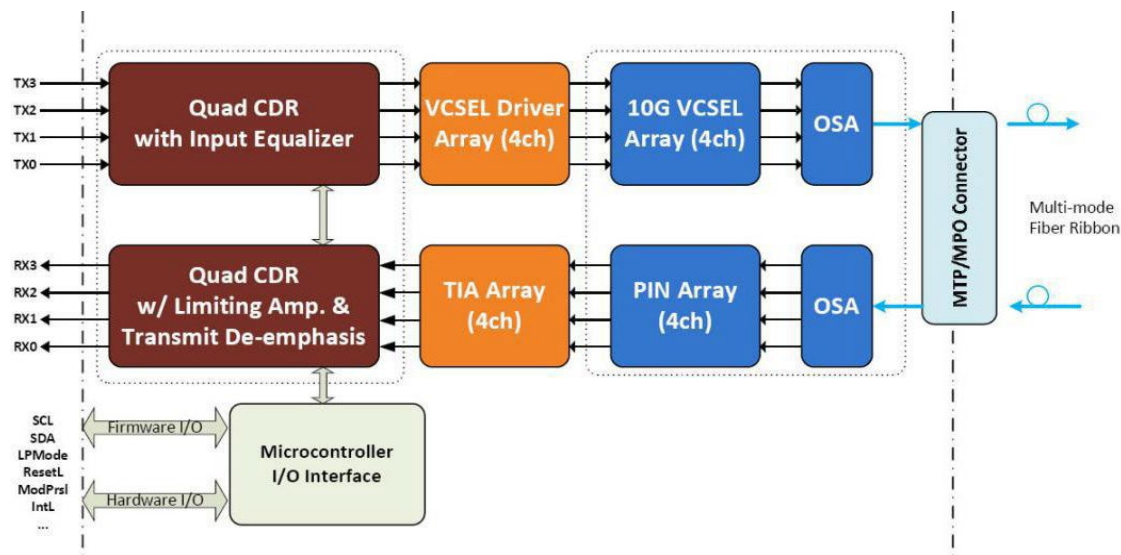 TX3
TX2
TX1
TX0
Quad CDR
with Input Equalizer
VCSEL Driver
Array (4ch)
10G VCSEL
Array (4ch)
OSA
MTP/MPO Connector
Multi-mode
Fiber Ribbon
RX3
RX2
RX1
RX0
Quad CDR
w/ Limiting Amp. &
Transmit De-emphasis
TIA Array
(4ch)
PIN Array
(4ch)
OSA
SCL
SDA
LPMode
ResetL
ModPrsl
IntL
...
Firmware I/O
Hardware I/O
Microcontroller
I/O Interface